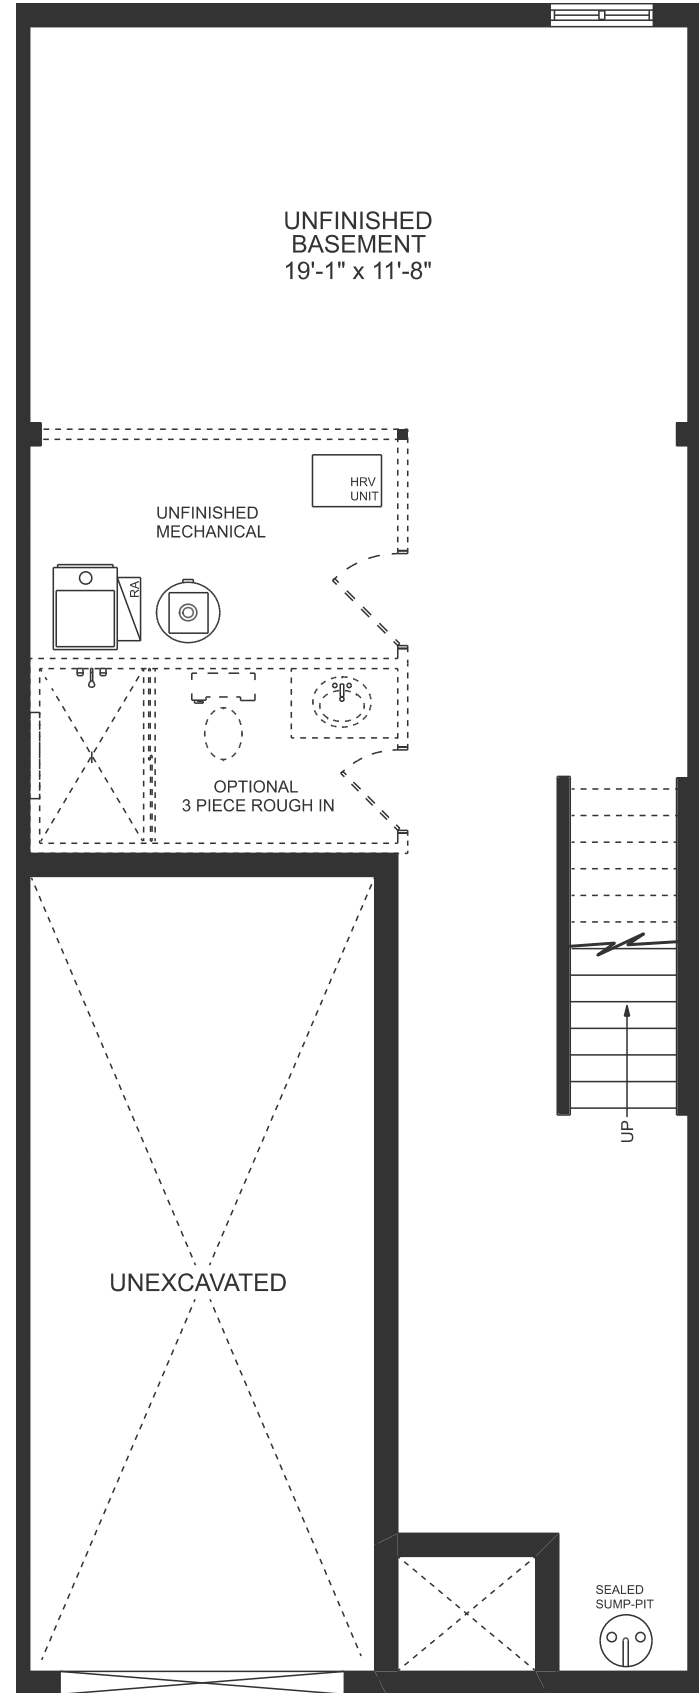 UNFINISHED
BASEMENT
19'-1" x 11'-8"
HRV
UNIT
UNFINISHED
MECHANICAL
RA
OPTIONAL
3 PIECE ROUGH IN
UP
UNEXCAVATED
SEALED
SUMP-PIT